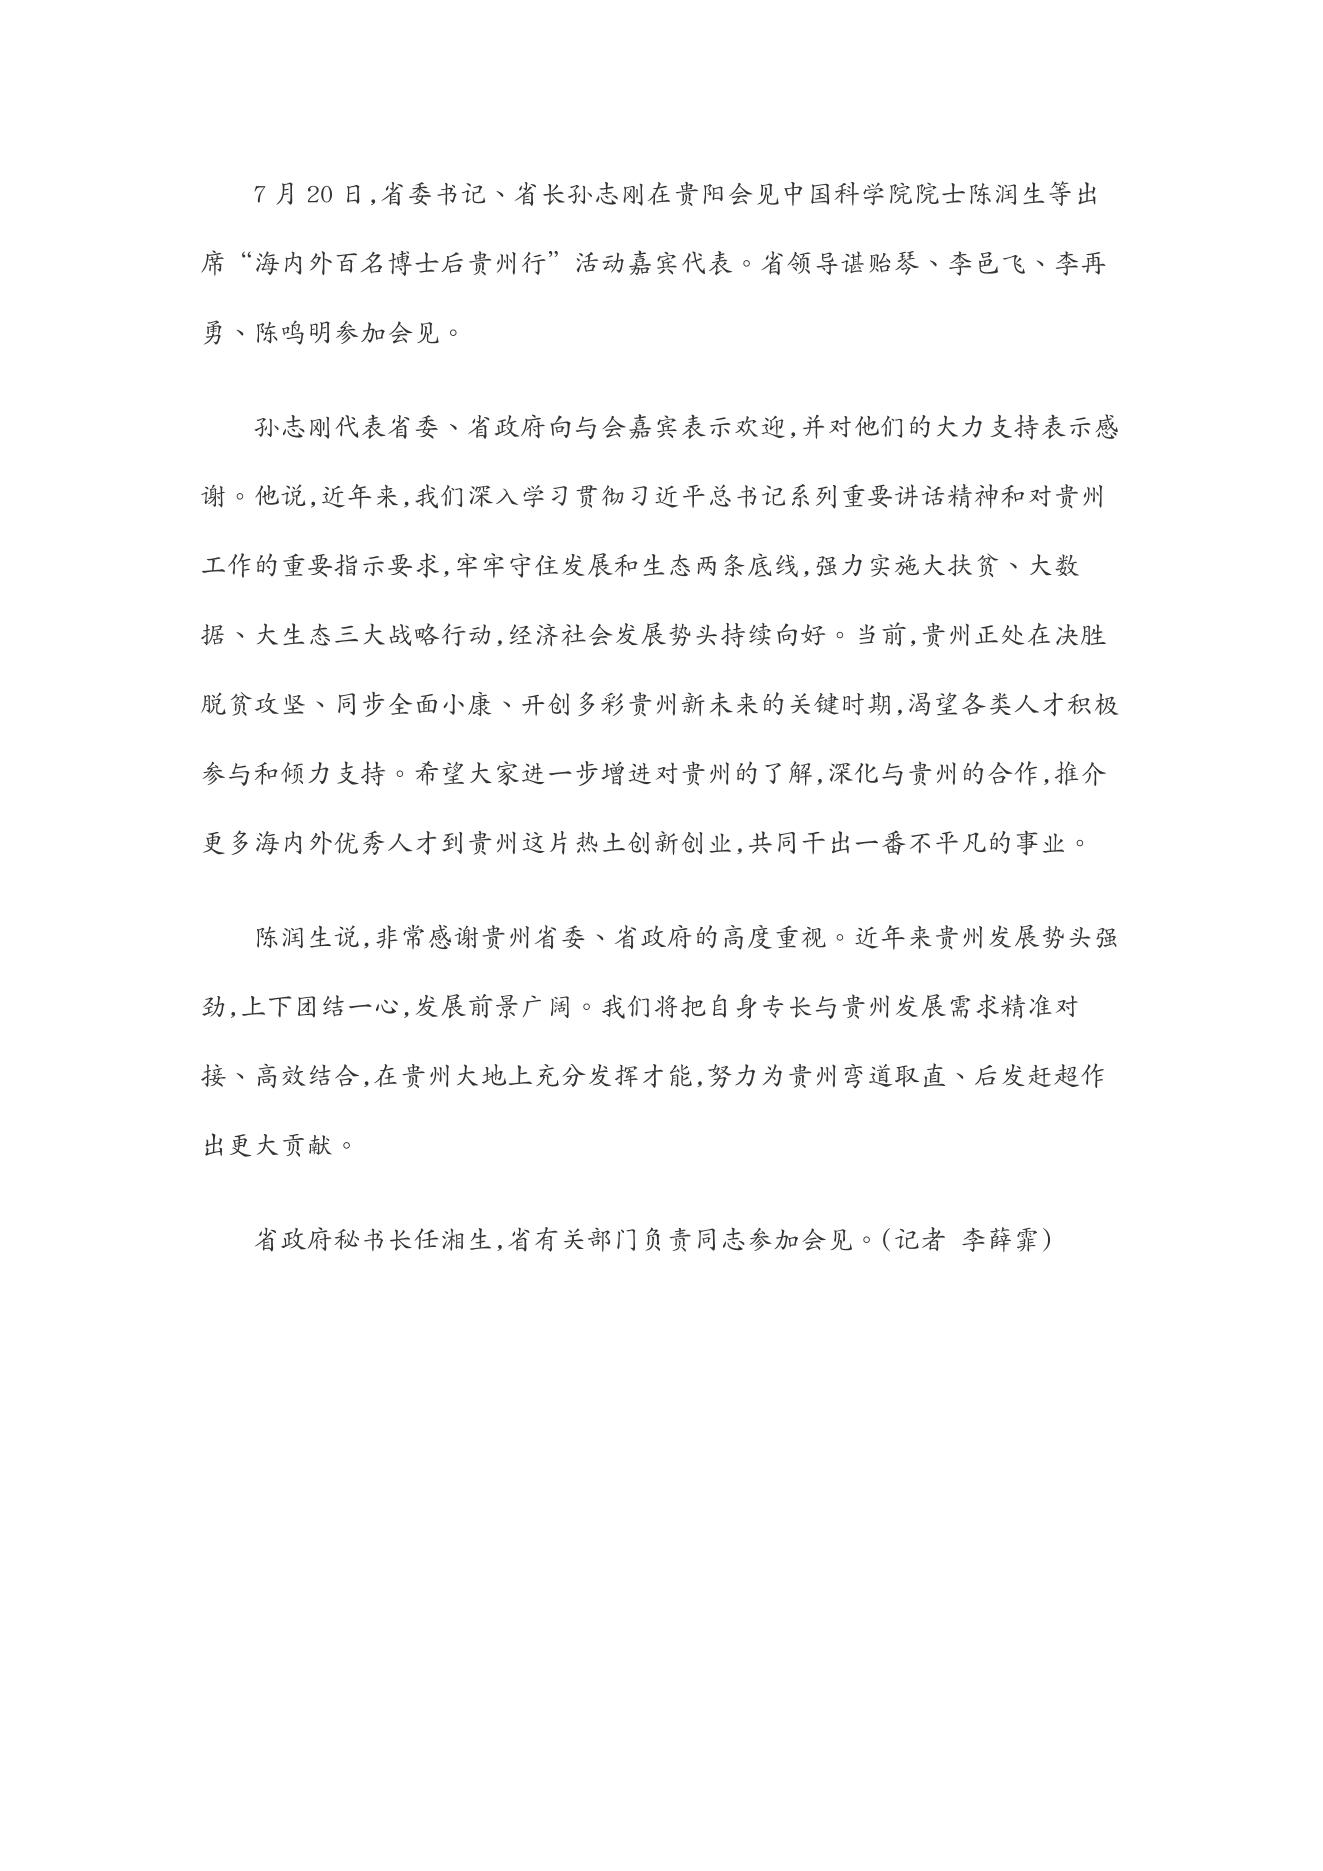 7 月 20 日,省委书记、省长孙志刚在贵阳会见中国科学院院士陈润生等出
席“海内外百名博士后贵州行”活动嘉宾代表。省领导谌贻琴、李邑飞、李再
勇、陈鸣明参加会见。
孙志刚代表省委、省政府向与会嘉宾表示欢迎,并对他们的大力支持表示感
谢。他说,近年来,我们深入学习贯彻习近平总书记系列重要讲话精神和对贵州
工作的重要指示要求,牢牢守住发展和生态两条底线,强力实施大扶贫、大数
据、大生态三大战略行动,经济社会发展势头持续向好。当前,贵州正处在决胜
脱贫攻坚、同步全面小康、开创多彩贵州新未来的关键时期,渴望各类人才积极
参与和倾力支持。希望大家进一步增进对贵州的了解,深化与贵州的合作,推介
更多海内外优秀人才到贵州这片热土创新创业,共同干出一番不平凡的事业。
陈润生说,非常感谢贵州省委、省政府的高度重视。近年来贵州发展势头强
劲,上下团结一心,发展前景广阔。我们将把自身专长与贵州发展需求精准对
接、高效结合,在贵州大地上充分发挥才能,努力为贵州弯道取直、后发赶超作
出更大贡献。
省政府秘书长任湘生,省有关部门负责同志参加会见。(记者 李薛霏)